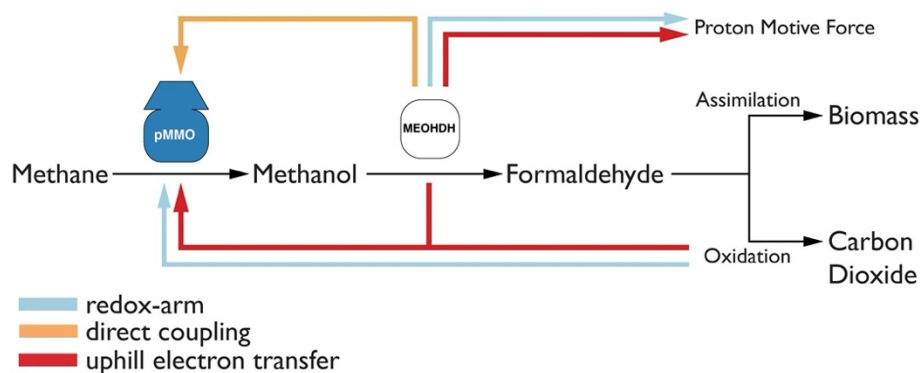 Proton Motive Force
Assimilation
Biomass
pMMO
MEOHDH
Methane
Methanol
Formaldehyde
Oxidation
Carbon
Dioxide
redox-arm
direct coupling
uphill electron transfer